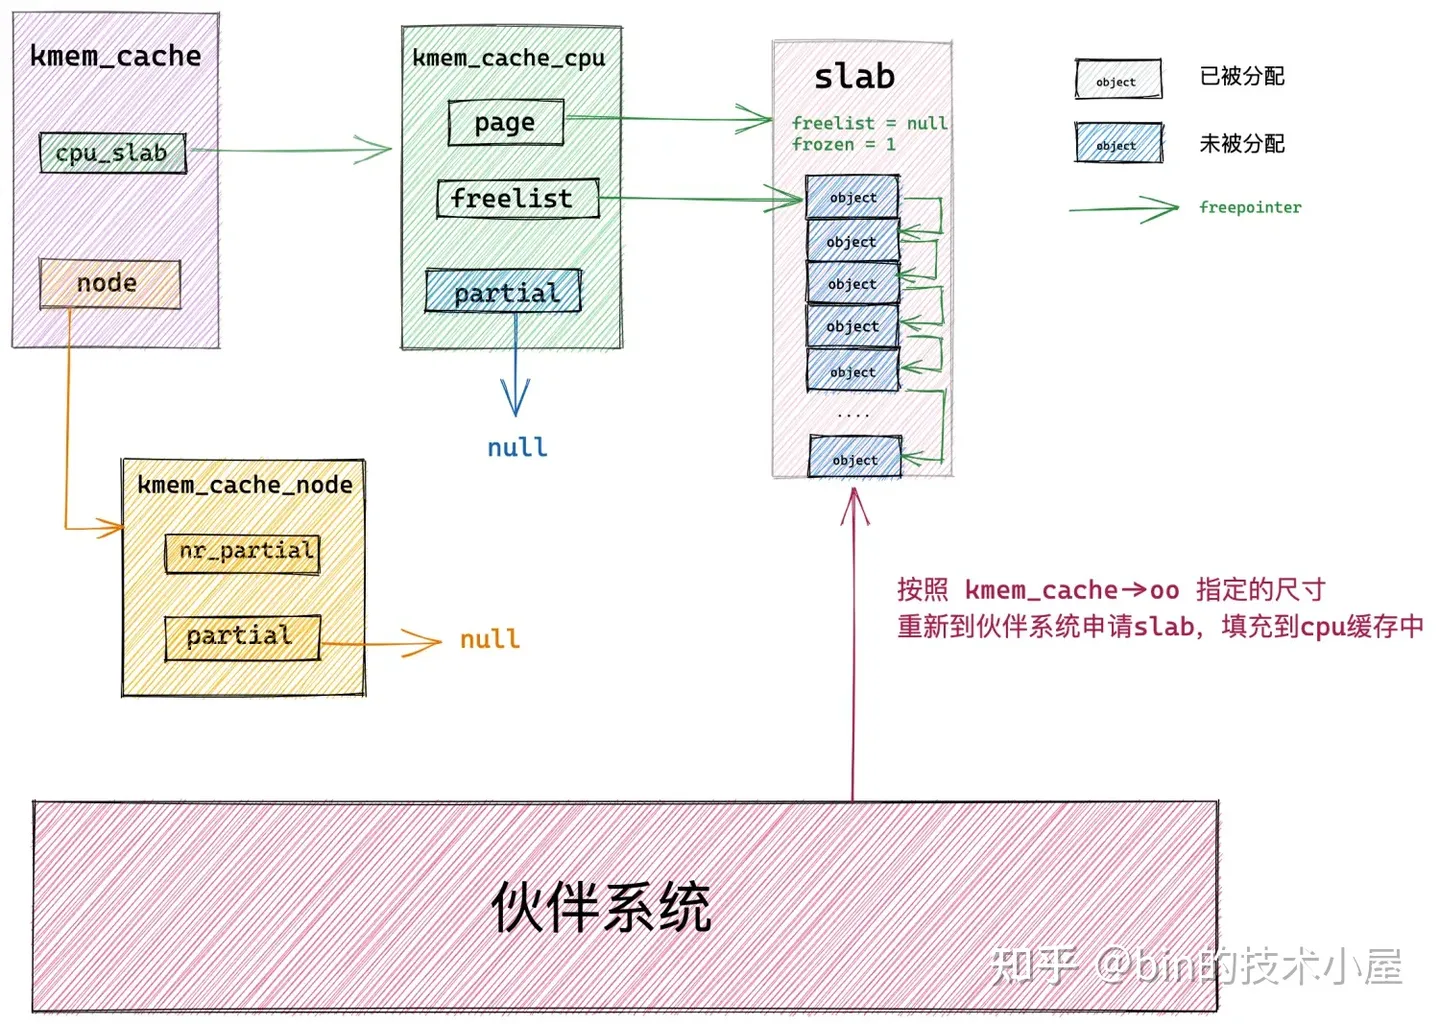 kmem_cache
cpu_slab
node
kmem_cache_cpu
page
freelist
partial
null
slab
freelist = null
frozen = 1
object
object
object
object
object
....
object
object
已被分配
object
未被分配
freepointer
kmem_cache_node
nr_partial
partial
null
按照 kmem_cache->oo 指定的尺寸
重新到伙伴系统申请slab，填充到cpu缓存中
伙伴系统
知乎 @bin的技术小屋